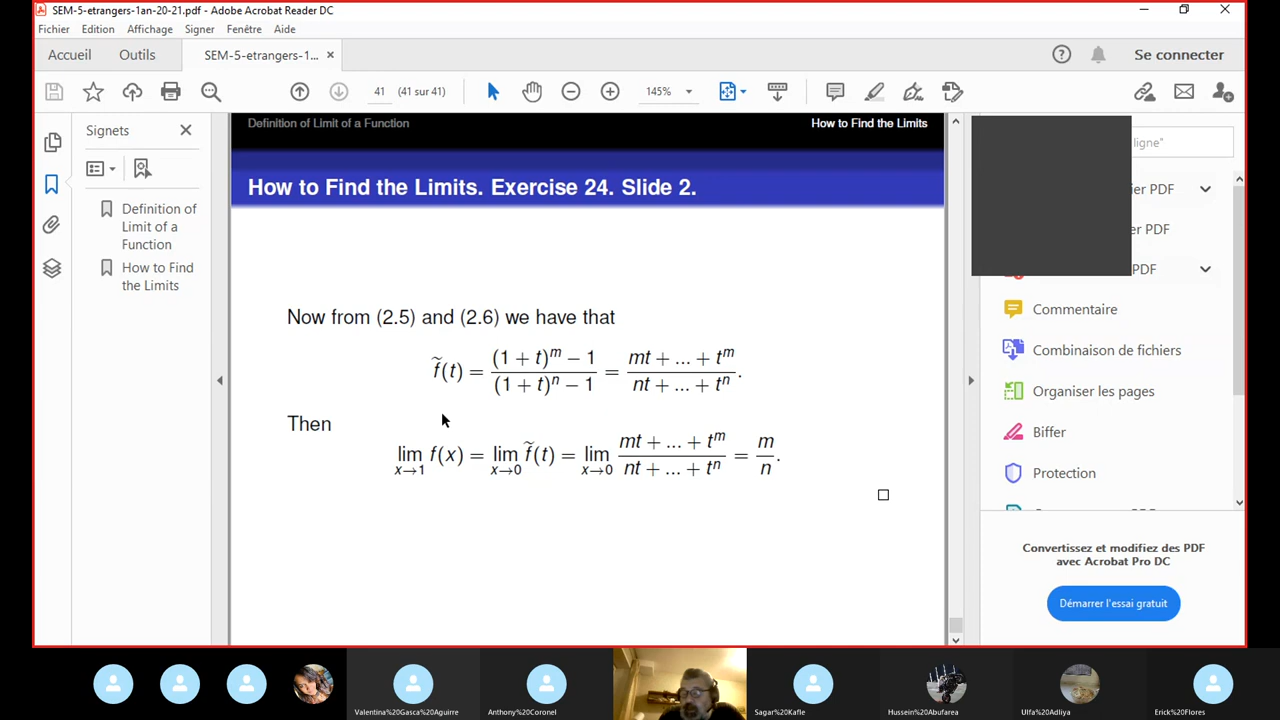 SEM-5-etrangers-1an-20-21.pdf - Adobe Acrobat Reader DC
Fichier Edition Affichage Signer Fenêtre Aide
Accueil Outils SEM-5-etrangers-1... × Se connecter
41 (41 sur 41) 145%
Signets
Definition of Limit of a Function How to Find the Limits
ligne"
How to Find the Limits. Exercise 24. Slide 2.
ier PDF
Definition of
Limit of a
Function
er PDF
PDF
How to Find
the Limits
Now from (2.5) and (2.6) we have that
Commentaire
f̃(t) = ((1 + t)^m − 1)/((1 + t)^n − 1) = (mt + ... + t^m)/(nt + ... + t^n).
Combinaison de fichiers
Organiser les pages
Then
Biffer
lim_{x→1} f(x) = lim_{x→0} f̃(t) = lim_{x→0} (mt + ... + t^m)/(nt + ... + t^n) = m/n.
Protection
□
Convertissez et modifiez des PDF
avec Acrobat Pro DC
Démarrer l'essai gratuit
Valentina%20Gasca%20Aguirre Anthony%20Coronel Sagar%20Kafle Hussein%20Abufarea Ulfa%20Adliya Erick%20Flores